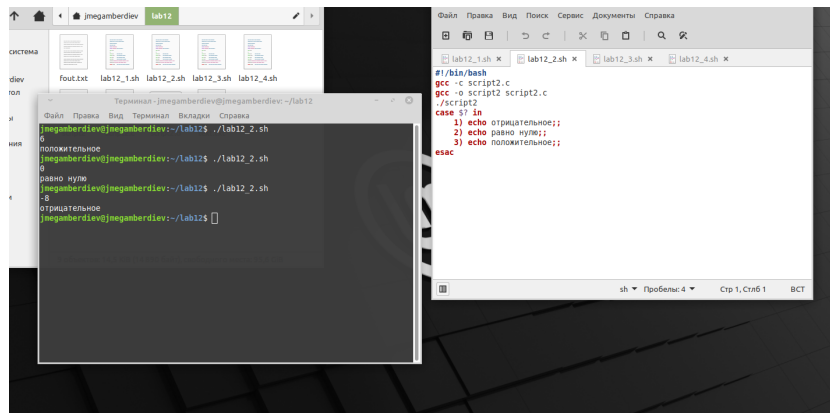 jmegamberdiev lab12
система
fout.txt lab12_1.sh lab12_2.sh lab12_3.sh lab12_4.sh
Терминал - jmegamberdiev@jmegamberdiev: ~/lab12
Файл Правка Вид Терминал Вкладки Справка
jmegamberdiev@jmegamberdiev:~/lab12$ ./lab12_2.sh
6
положительное
jmegamberdiev@jmegamberdiev:~/lab12$ ./lab12_2.sh
0
равно нулю
jmegamberdiev@jmegamberdiev:~/lab12$ ./lab12_2.sh
-8
отрицательное
jmegamberdiev@jmegamberdiev:~/lab12$
Файл Правка Вид Поиск Сервис Документы Справка
lab12_1.sh × lab12_2.sh × lab12_3.sh × lab12_4.sh ×
#!/bin/bash
gcc -c script2.c
gcc -o script2 script2.c
./script2
case $? in
1) echo отрицательное;;
2) echo равно нулю;;
3) echo положительное;;
esac
sh Пробелы: 4 Стр 1, Стлб 1 ВСТ